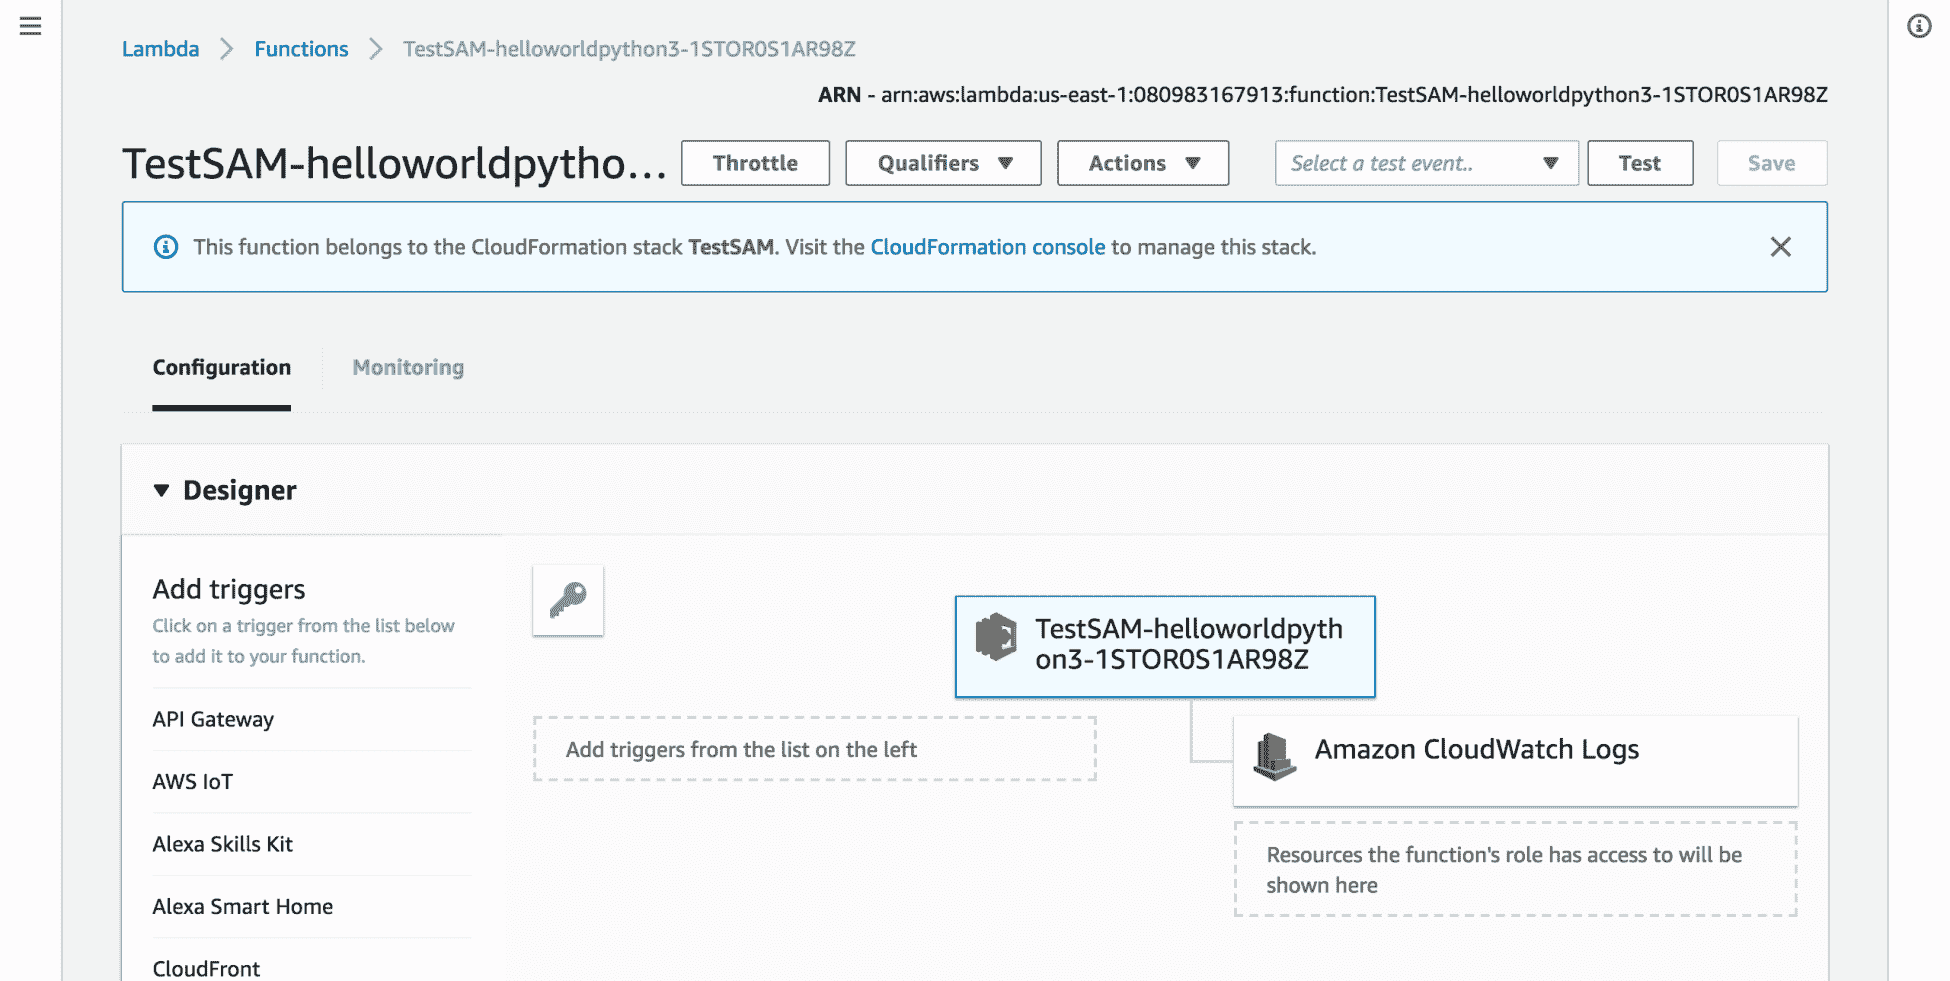 Lambda > Functions > TestSAM-helloworldpython3-1STOR0S1AR98Z
ARN - arn:aws:lambda:us-east-1:080983167913:function:TestSAM-helloworldpython3-1STOR0S1AR98Z
TestSAM-helloworldpytho... Throttle Qualifiers Actions Select a test event.. Test Save
This function belongs to the CloudFormation stack TestSAM. Visit the CloudFormation console to manage this stack.
Configuration Monitoring
Designer
Add triggers
Click on a trigger from the list below
to add it to your function.
API Gateway
AWS IoT
Alexa Skills Kit
Alexa Smart Home
CloudFront
TestSAM-helloworldpyth
on3-1STOR0S1AR98Z
Add triggers from the list on the left
Amazon CloudWatch Logs
Resources the function's role has access to will be
shown here